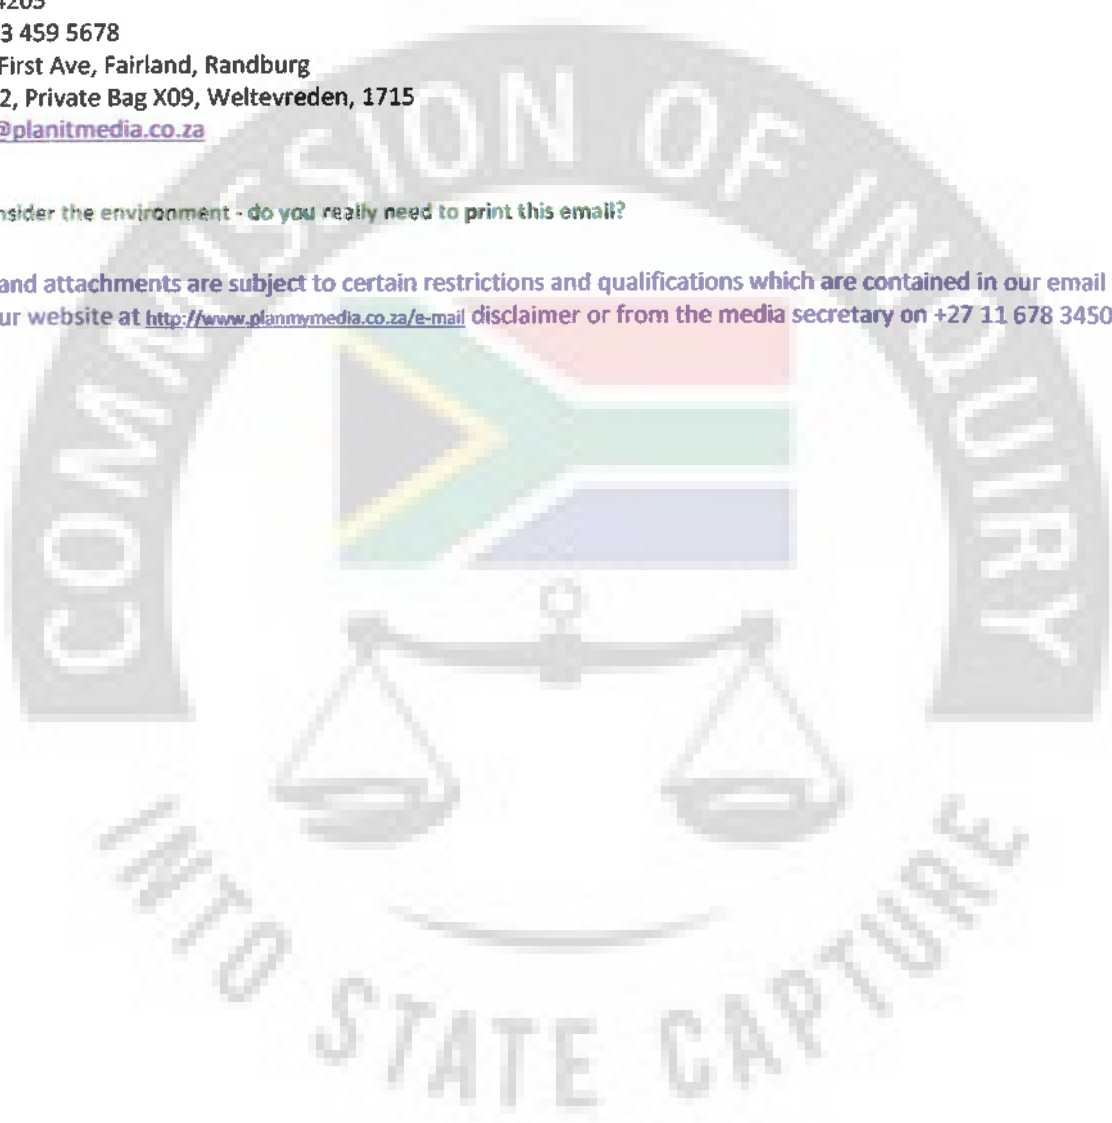 3 459 5678
First Ave, Fairland, Randburg
2, Private Bag X09, Weltevreden, 1715
@planitmedia.co.za
nsider the environment - do you really need to print this email?
and attachments are subject to certain restrictions and qualifications which are contained in our email
ur website at http://www.planmymedia.co.za/e-mail disclaimer or from the media secretary on +27 11 678 3450
COMMISSION OF INQUIRY
INTO STATE CAPTURE